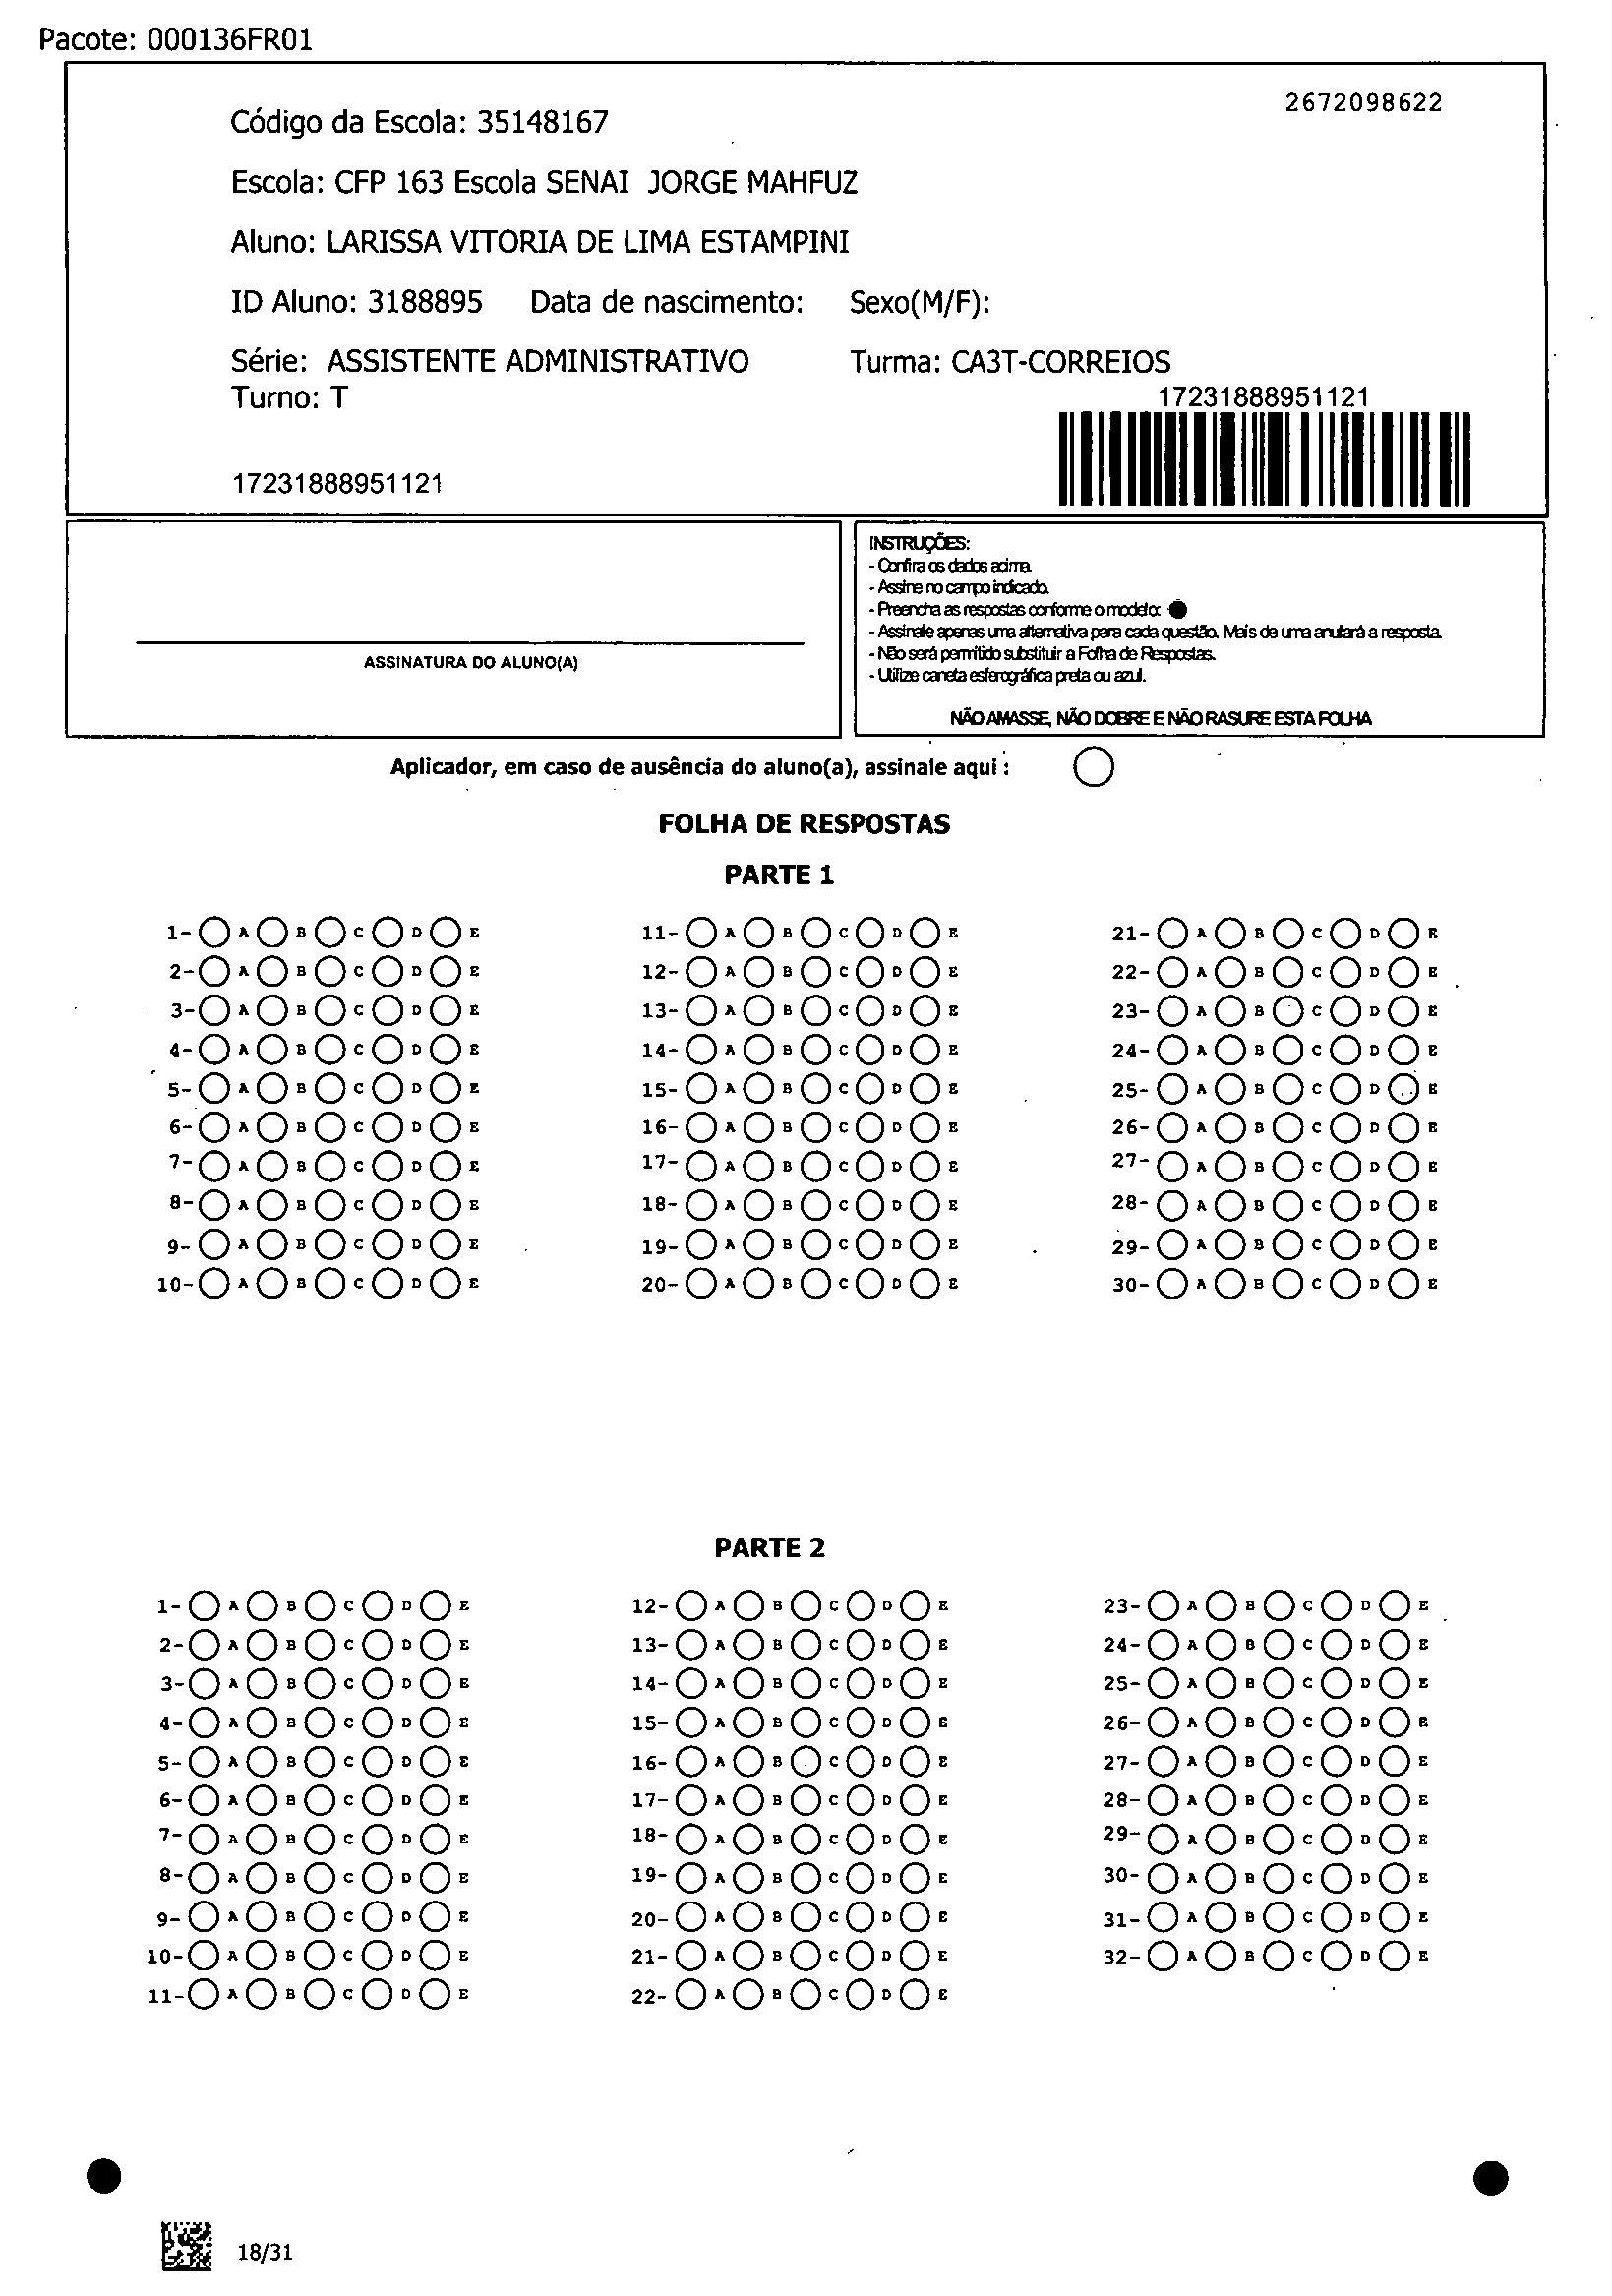 Pacote: 000136FR01
2672098622
Código da Escola: 35148167
Escola: CFP 163 Escola SENAI JORGE MAHFUZ
Aluno: LARISSA VITORIA DE LIMA ESTAMPINI
ID Aluno: 3188895 Data de nascimento: Sexo(M/F):
Série: ASSISTENTE ADMINISTRATIVO Turma: CA3T-CORREIOS
Turno: T
17231888951121
17231888951121
ASSINATURA DO ALUNO(A)
INSTRUÇÕES:
- Confira os dados acima.
- Assine no campo indicado.
- Preencha as respostas conforme o modelo:
- Assinale apenas uma alternativa para cada questão. Mais de uma anulará a resposta.
- Não será permitido substituir a Folha de Respostas.
- Utilize caneta esferográfica preta ou azul.
NÃO AMASSE, NÃO DOBRE E NÃO RASURE ESTA FOLHA
Aplicador, em caso de ausência do aluno(a), assinale aqui :
FOLHA DE RESPOSTAS
PARTE 1
1- A B C D E 11- A B C D E 21- A B C D E
2- A B C D E 12- A B C D E 22- A B C D E
3- A B C D E 13- A B C D E 23- A B C D E
4- A B C D E 14- A B C D E 24- A B C D E
5- A B C D E 15- A B C D E 25- A B C D E
6- A B C D E 16- A B C D E 26- A B C D E
7- A B C D E 17- A B C D E 27- A B C D E
8- A B C D E 18- A B C D E 28- A B C D E
9- A B C D E 19- A B C D E 29- A B C D E
10- A B C D E 20- A B C D E 30- A B C D E
PARTE 2
1- A B C D E 12- A B C D E 23- A B C D E
2- A B C D E 13- A B C D E 24- A B C D E
3- A B C D E 14- A B C D E 25- A B C D E
4- A B C D E 15- A B C D E 26- A B C D E
5- A B C D E 16- A B C D E 27- A B C D E
6- A B C D E 17- A B C D E 28- A B C D E
7- A B C D E 18- A B C D E 29- A B C D E
8- A B C D E 19- A B C D E 30- A B C D E
9- A B C D E 20- A B C D E 31- A B C D E
10- A B C D E 21- A B C D E 32- A B C D E
11- A B C D E 22- A B C D E
18/31